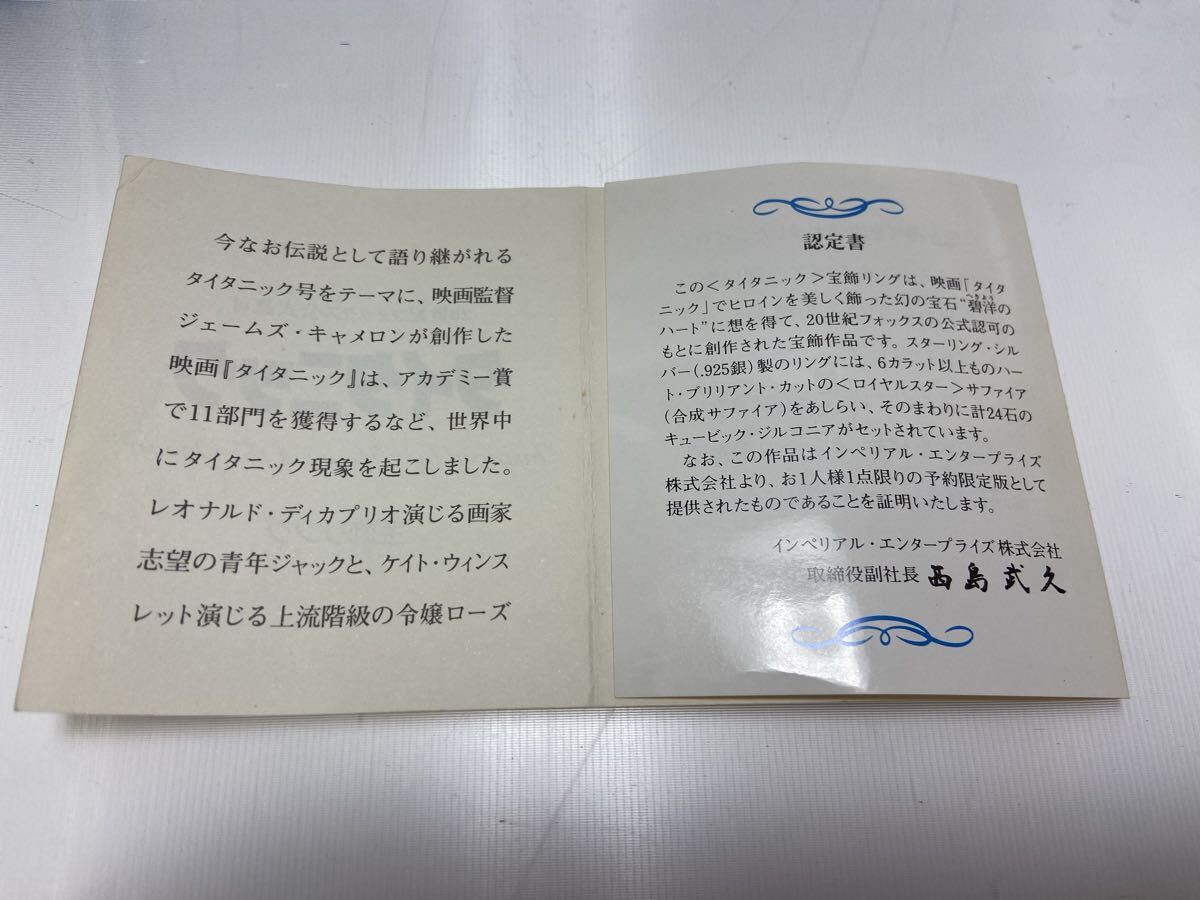 今なお伝説として語り継がれる
タイタニック号をテーマに、映画監督
ジェームズ・キャメロンが創作した
映画『タイタニック』は、アカデミー賞
で11部門を獲得するなど、世界中
にタイタニック現象を起こしました。
レオナルド・ディカプリオ演じる画家
志望の青年ジャックと、ケイト・ウィンス
レット演じる上流階級の令嬢ローズ
認定書
この＜タイタニック＞宝飾リングは、映画「タイタ
ニック」でヒロインを美しく飾った幻の宝石“碧洋の
ハート”に想を得て、20世紀フォックスの公式認可の
もとに創作された宝飾作品です。スターリング・シル
バー(.925銀)製のリングには、6カラット以上ものハー
ト・ブリリアント・カットの＜ロイヤルスター＞サファイア
(合成サファイア)をあしらい、そのまわりに計24石の
キュービック・ジルコニアがセットされています。
なお、この作品はインペリアル・エンタープライズ
株式会社より、お1人様1点限りの予約限定版として
提供されたものであることを証明いたします。
インペリアル・エンタープライズ株式会社
取締役副社長 西島武久